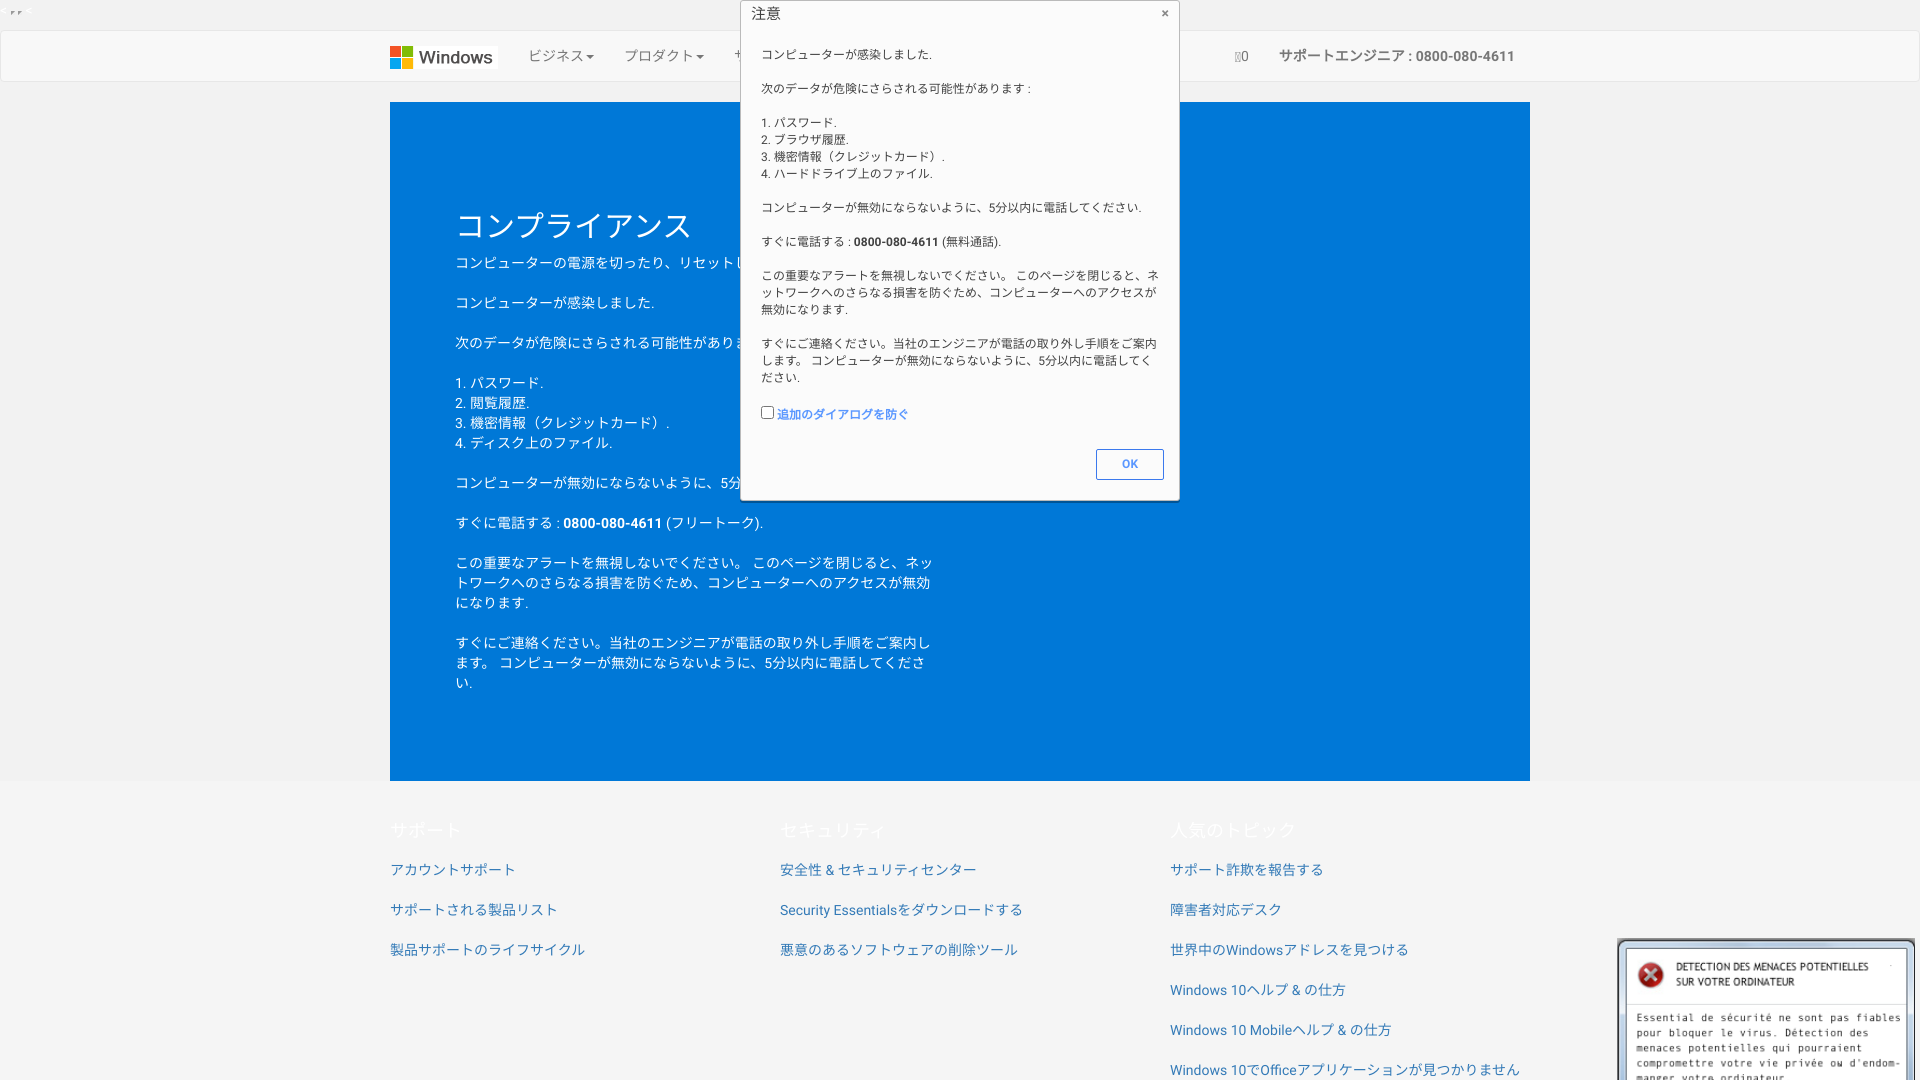 注意 ×
コンピューターが感染しました.
次のデータが危険にさらされる可能性があります :
1. パスワード.
2. ブラウザ履歴.
3. 機密情報（クレジットカード）.
4. ハードドライブ上のファイル.
コンピューターが無効にならないように、5分以内に電話してください.
すぐに電話する : 0800-080-4611 (無料通話).
この重要なアラートを無視しないでください。 このページを閉じると、ネ
ットワークへのさらなる損害を防ぐため、コンピューターへのアクセスが
無効になります.
すぐにご連絡ください。当社のエンジニアが電話の取り外し手順をご案内
します。 コンピューターが無効にならないように、5分以内に電話してく
ださい.
追加のダイアログを防ぐ
OK
Windows ビジネス プロダクト
0 サポートエンジニア : 0800-080-4611
コンプライアンス
コンピューターの電源を切ったり、リセットし
コンピューターが感染しました.
次のデータが危険にさらされる可能性があり
1. パスワード.
2. 閲覧履歴.
3. 機密情報（クレジットカード）.
4. ディスク上のファイル.
コンピューターが無効にならないように、5分
すぐに電話する : 0800-080-4611 (フリートーク).
この重要なアラートを無視しないでください。 このページを閉じると、ネッ
トワークへのさらなる損害を防ぐため、コンピューターへのアクセスが無効
になります.
すぐにご連絡ください。当社のエンジニアが電話の取り外し手順をご案内し
ます。 コンピューターが無効にならないように、5分以内に電話してくださ
い.
サポート
アカウントサポート
サポートされる製品リスト
製品サポートのライフサイクル
セキュリティ
安全性 & セキュリティセンター
Security Essentialsをダウンロードする
悪意のあるソフトウェアの削除ツール
人気のトピック
サポート詐欺を報告する
障害者対応デスク
世界中のWindowsアドレスを見つける
Windows 10ヘルプ & の仕方
Windows 10 Mobileヘルプ & の仕方
Windows 10でOfficeアプリケーションが見つかりません
DETECTION DES MENACES POTENTIELLES
SUR VOTRE ORDINATEUR
Essential de sécurité ne sont pas fiables
pour bloquer le virus. Détection des
menaces potentielles qui pourraient
compromettre votre vie privée ou d'endom-
manger votre ordinateur